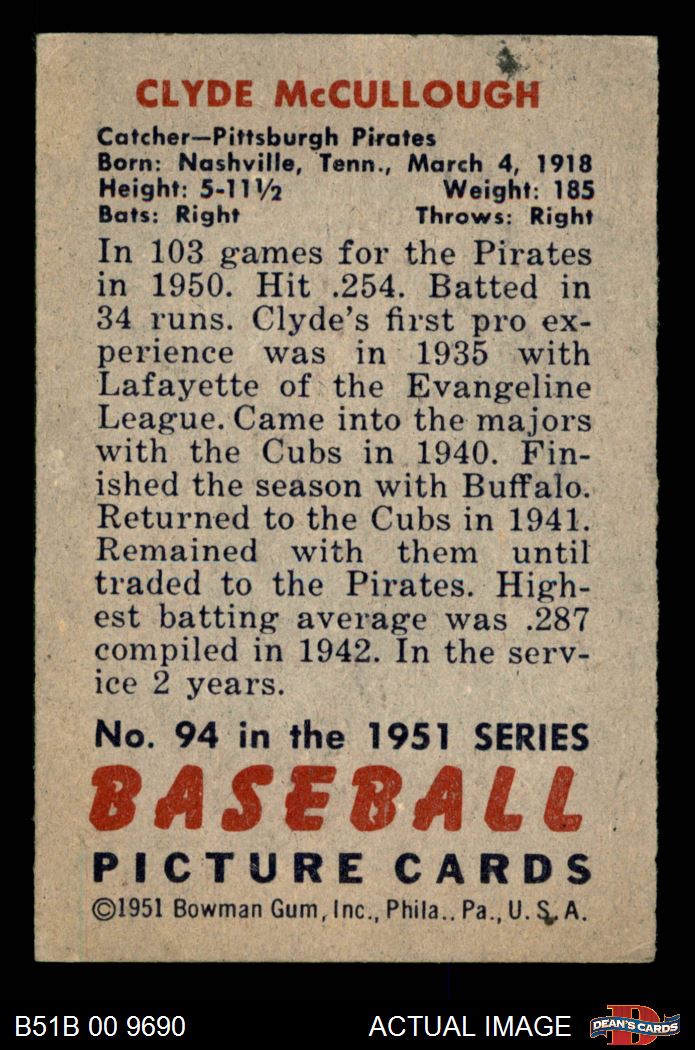 CLYDE McCULLOUGH
Catcher—Pittsburgh Pirates
Born: Nashville, Tenn., March 4, 1918
Height: 5-11½ Weight: 185
Bats: Right Throws: Right
In 103 games for the Pirates
in 1950. Hit .254. Batted in
34 runs. Clyde's first pro ex-
perience was in 1935 with
Lafayette of the Evangeline
League. Came into the majors
with the Cubs in 1940. Fin-
ished the season with Buffalo.
Returned to the Cubs in 1941.
Remained with them until
traded to the Pirates. High-
est batting average was .287
compiled in 1942. In the serv-
ice 2 years.
No. 94 in the 1951 SERIES
BASEBALL
PICTURE CARDS
©1951 Bowman Gum, Inc., Phila.. Pa., U. S. A.
B51B 00 9690 ACTUAL IMAGE D DEAN'S CARDS